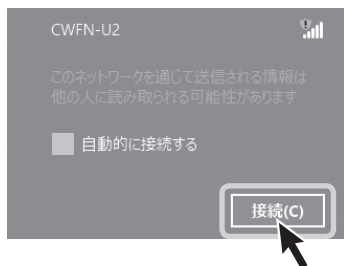 CWFN-U2
このネットワークを通じて送信される情報は
他の人に読み取られる可能性があります
自動的に接続する
接続(C)